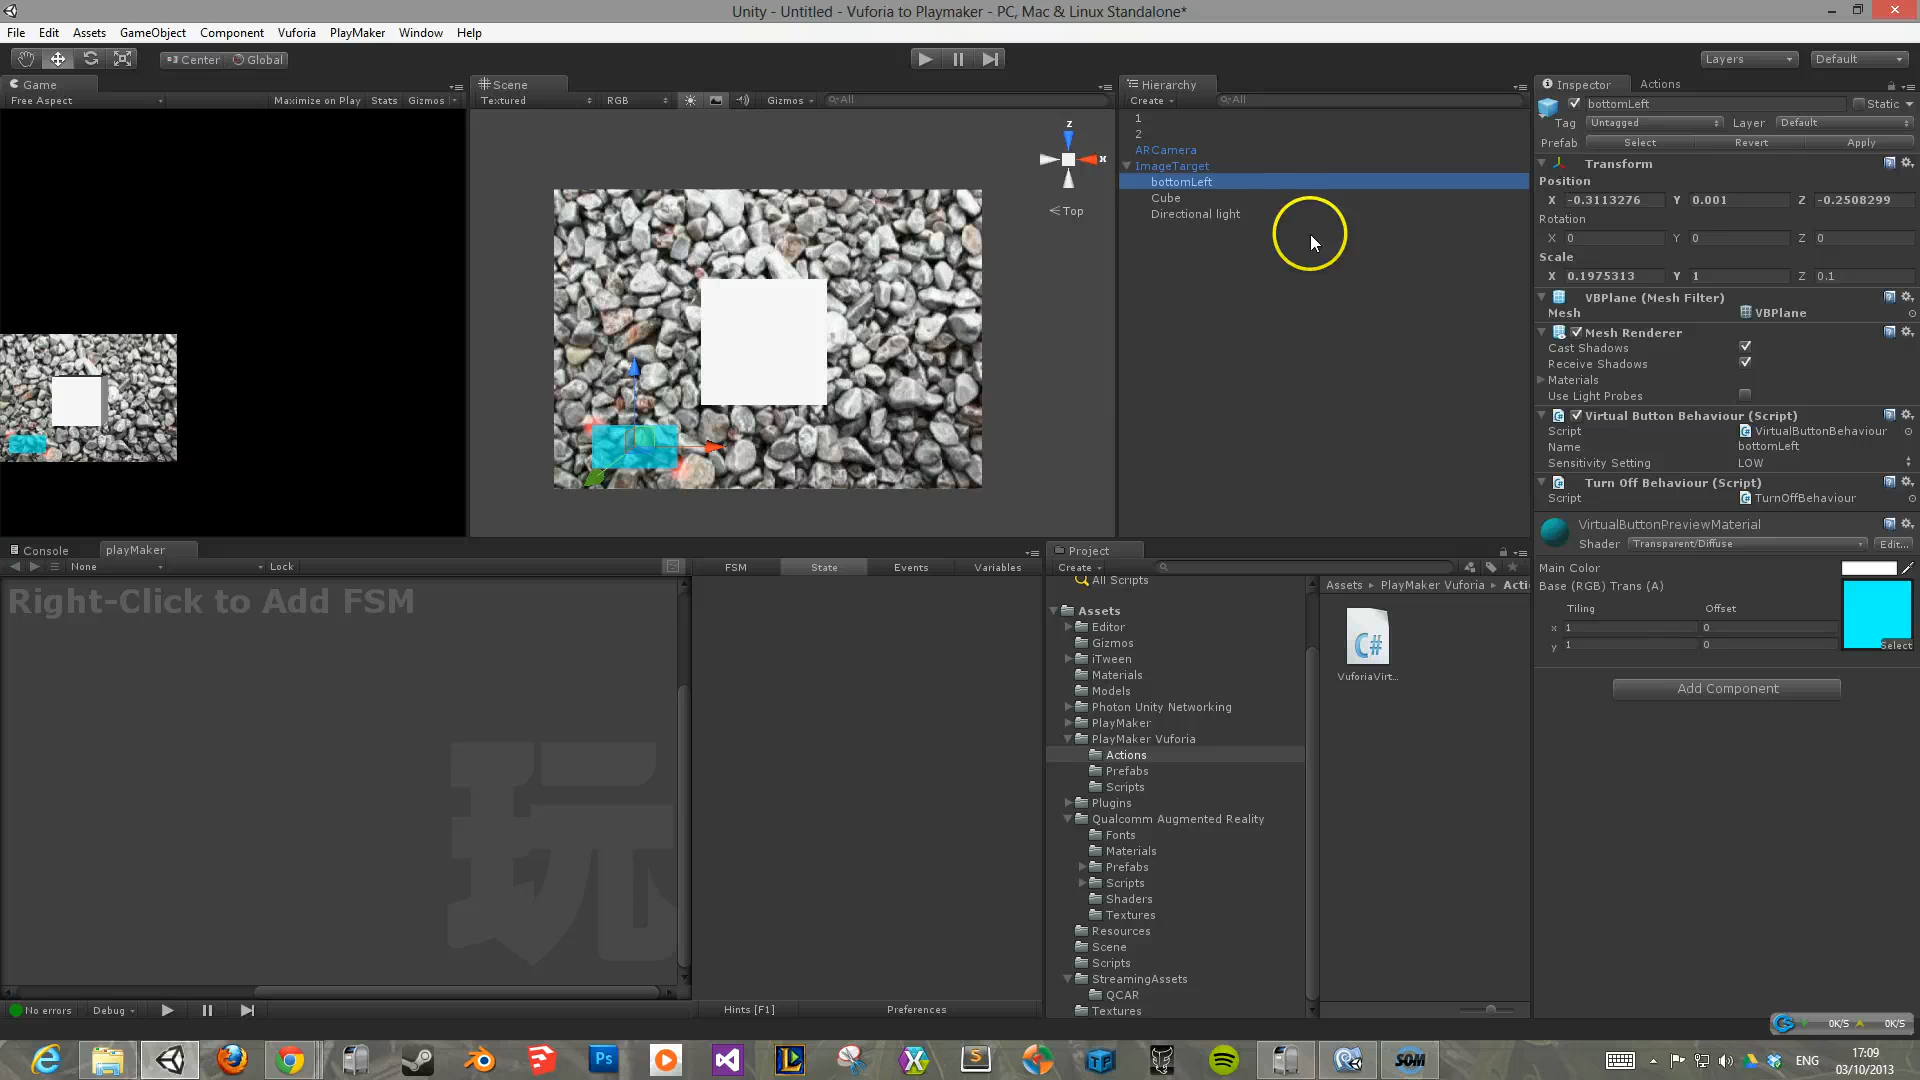 Unity - Untitled - Vuforia to Playmaker - PC, Mac & Linux Standalone*
File Edit Assets GameObject Component Vuforia PlayMaker Window Help
Center Global Layers Default
Game
Free Aspect Maximize on Play Stats Gizmos
Scene
Textured RGB Gizmos All
z
x
Top
Hierarchy
Create All
1
2
ARCamera
ImageTarget
bottomLeft
Cube
Directional light
Inspector Actions
bottomLeft Static
Tag Untagged Layer Default
Prefab Select Revert Apply
Transform
Position
X -0.3113276 Y 0.001 Z -0.2508299
Rotation
X 0 Y 0 Z 0
Scale
X 0.1975313 Y 1 Z 0.1
VBPlane (Mesh Filter)
Mesh VBPlane
Mesh Renderer
Cast Shadows
Receive Shadows
Materials
Use Light Probes
Virtual Button Behaviour (Script)
Script VirtualButtonBehaviour
Name bottomLeft
Sensitivity Setting LOW
Turn Off Behaviour (Script)
Script TurnOffBehaviour
VirtualButtonPreviewMaterial
Shader Transparent/Diffuse Edit...
Main Color
Base (RGB) Trans (A)
Tiling Offset
x 1 0
y 1 0
Select
Add Component
Console playMaker
None Lock
Right-Click to Add FSM
玩
No errors Debug
FSM State Events Variables
Hints [F1] Preferences
Project
Create
All Scripts
Assets
Editor
Gizmos
iTween
Materials
Models
Photon Unity Networking
PlayMaker
PlayMaker Vuforia
Actions
Prefabs
Scripts
Plugins
Qualcomm Augmented Reality
Fonts
Materials
Prefabs
Scripts
Shaders
Textures
Resources
Scene
Scripts
StreamingAssets
QCAR
Textures
Assets PlayMaker Vuforia Actio
C#
VuforiaVirt...
0K/S 0K/S
Ps
S
TFP
SOM
ENG
17:09
03/10/2013